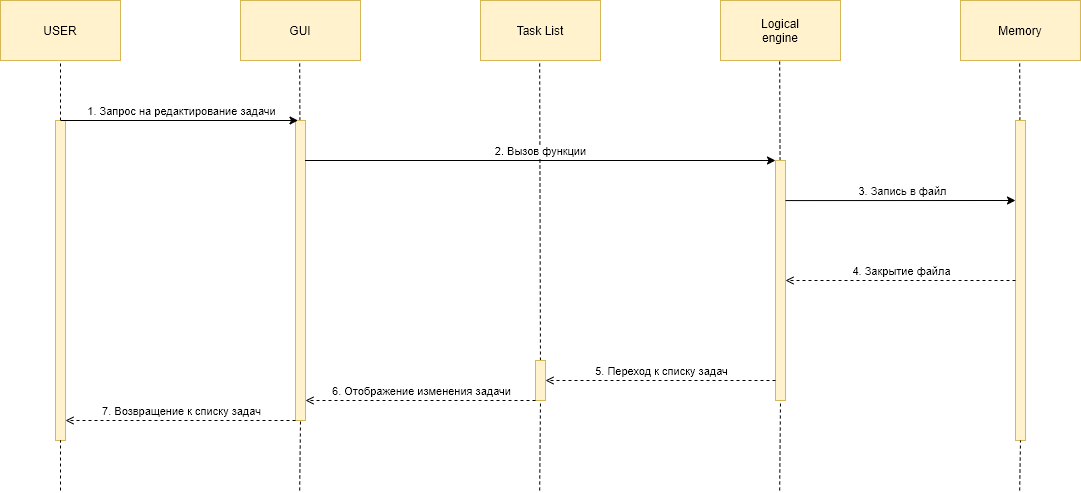 USER
GUI
Task List
Logical
engine
Memory
1. Запрос на редактирование задачи
2. Вызов функции
3. Запись в файл
4. Закрытие файла
5. Переход к списку задач
6. Отображение изменения задачи
7. Возвращение к списку задач